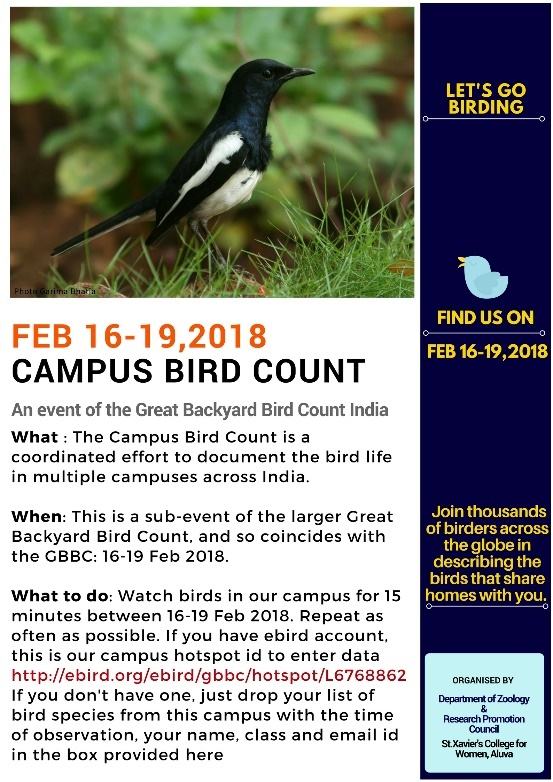 Photo Garima Bhatia
FEB 16-19,2018
CAMPUS BIRD COUNT
An event of the Great Backyard Bird Count India
What : The Campus Bird Count is a
coordinated effort to document the bird life
in multiple campuses across India.
When: This is a sub-event of the larger Great
Backyard Bird Count, and so coincides with
the GBBC: 16-19 Feb 2018.
What to do: Watch birds in our campus for 15
minutes between 16-19 Feb 2018. Repeat as
often as possible. If you have ebird account,
this is our campus hotspot id to enter data
http://ebird.org/ebird/gbbc/hotspot/L6768862
If you don't have one, just drop your list of
bird species from this campus with the time
of observation, your name, class and email id
in the box provided here
LET'S GO
BIRDING
FIND US ON
FEB 16-19,2018
Join thousands
of birders across
the globe in
describing the
birds that share
homes with you.
ORGANISED BY
Department of Zoology
&
Research Promotion
Council
St.Xavier's College for
Women, Aluva